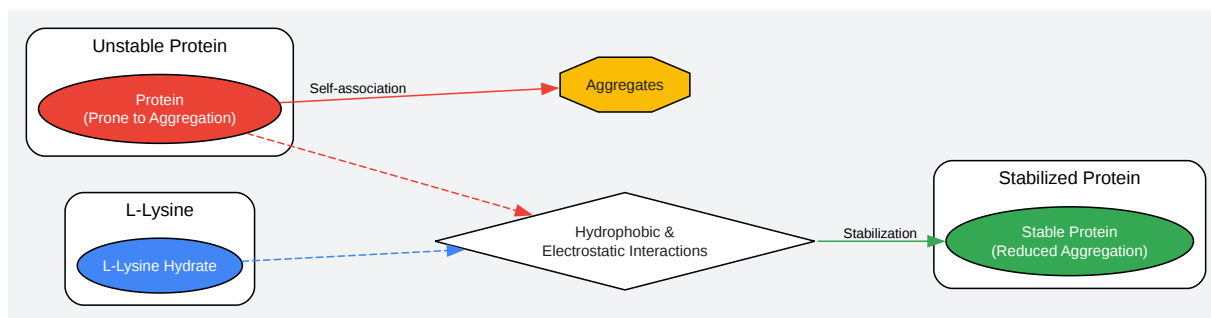 Unstable Protein
Protein
(Prone to Aggregation)
Self-association
Aggregates
L-Lysine
L-Lysine Hydrate
Hydrophobic &
Electrostatic Interactions
Stabilization
Stabilized Protein
Stable Protein
(Reduced Aggregation)